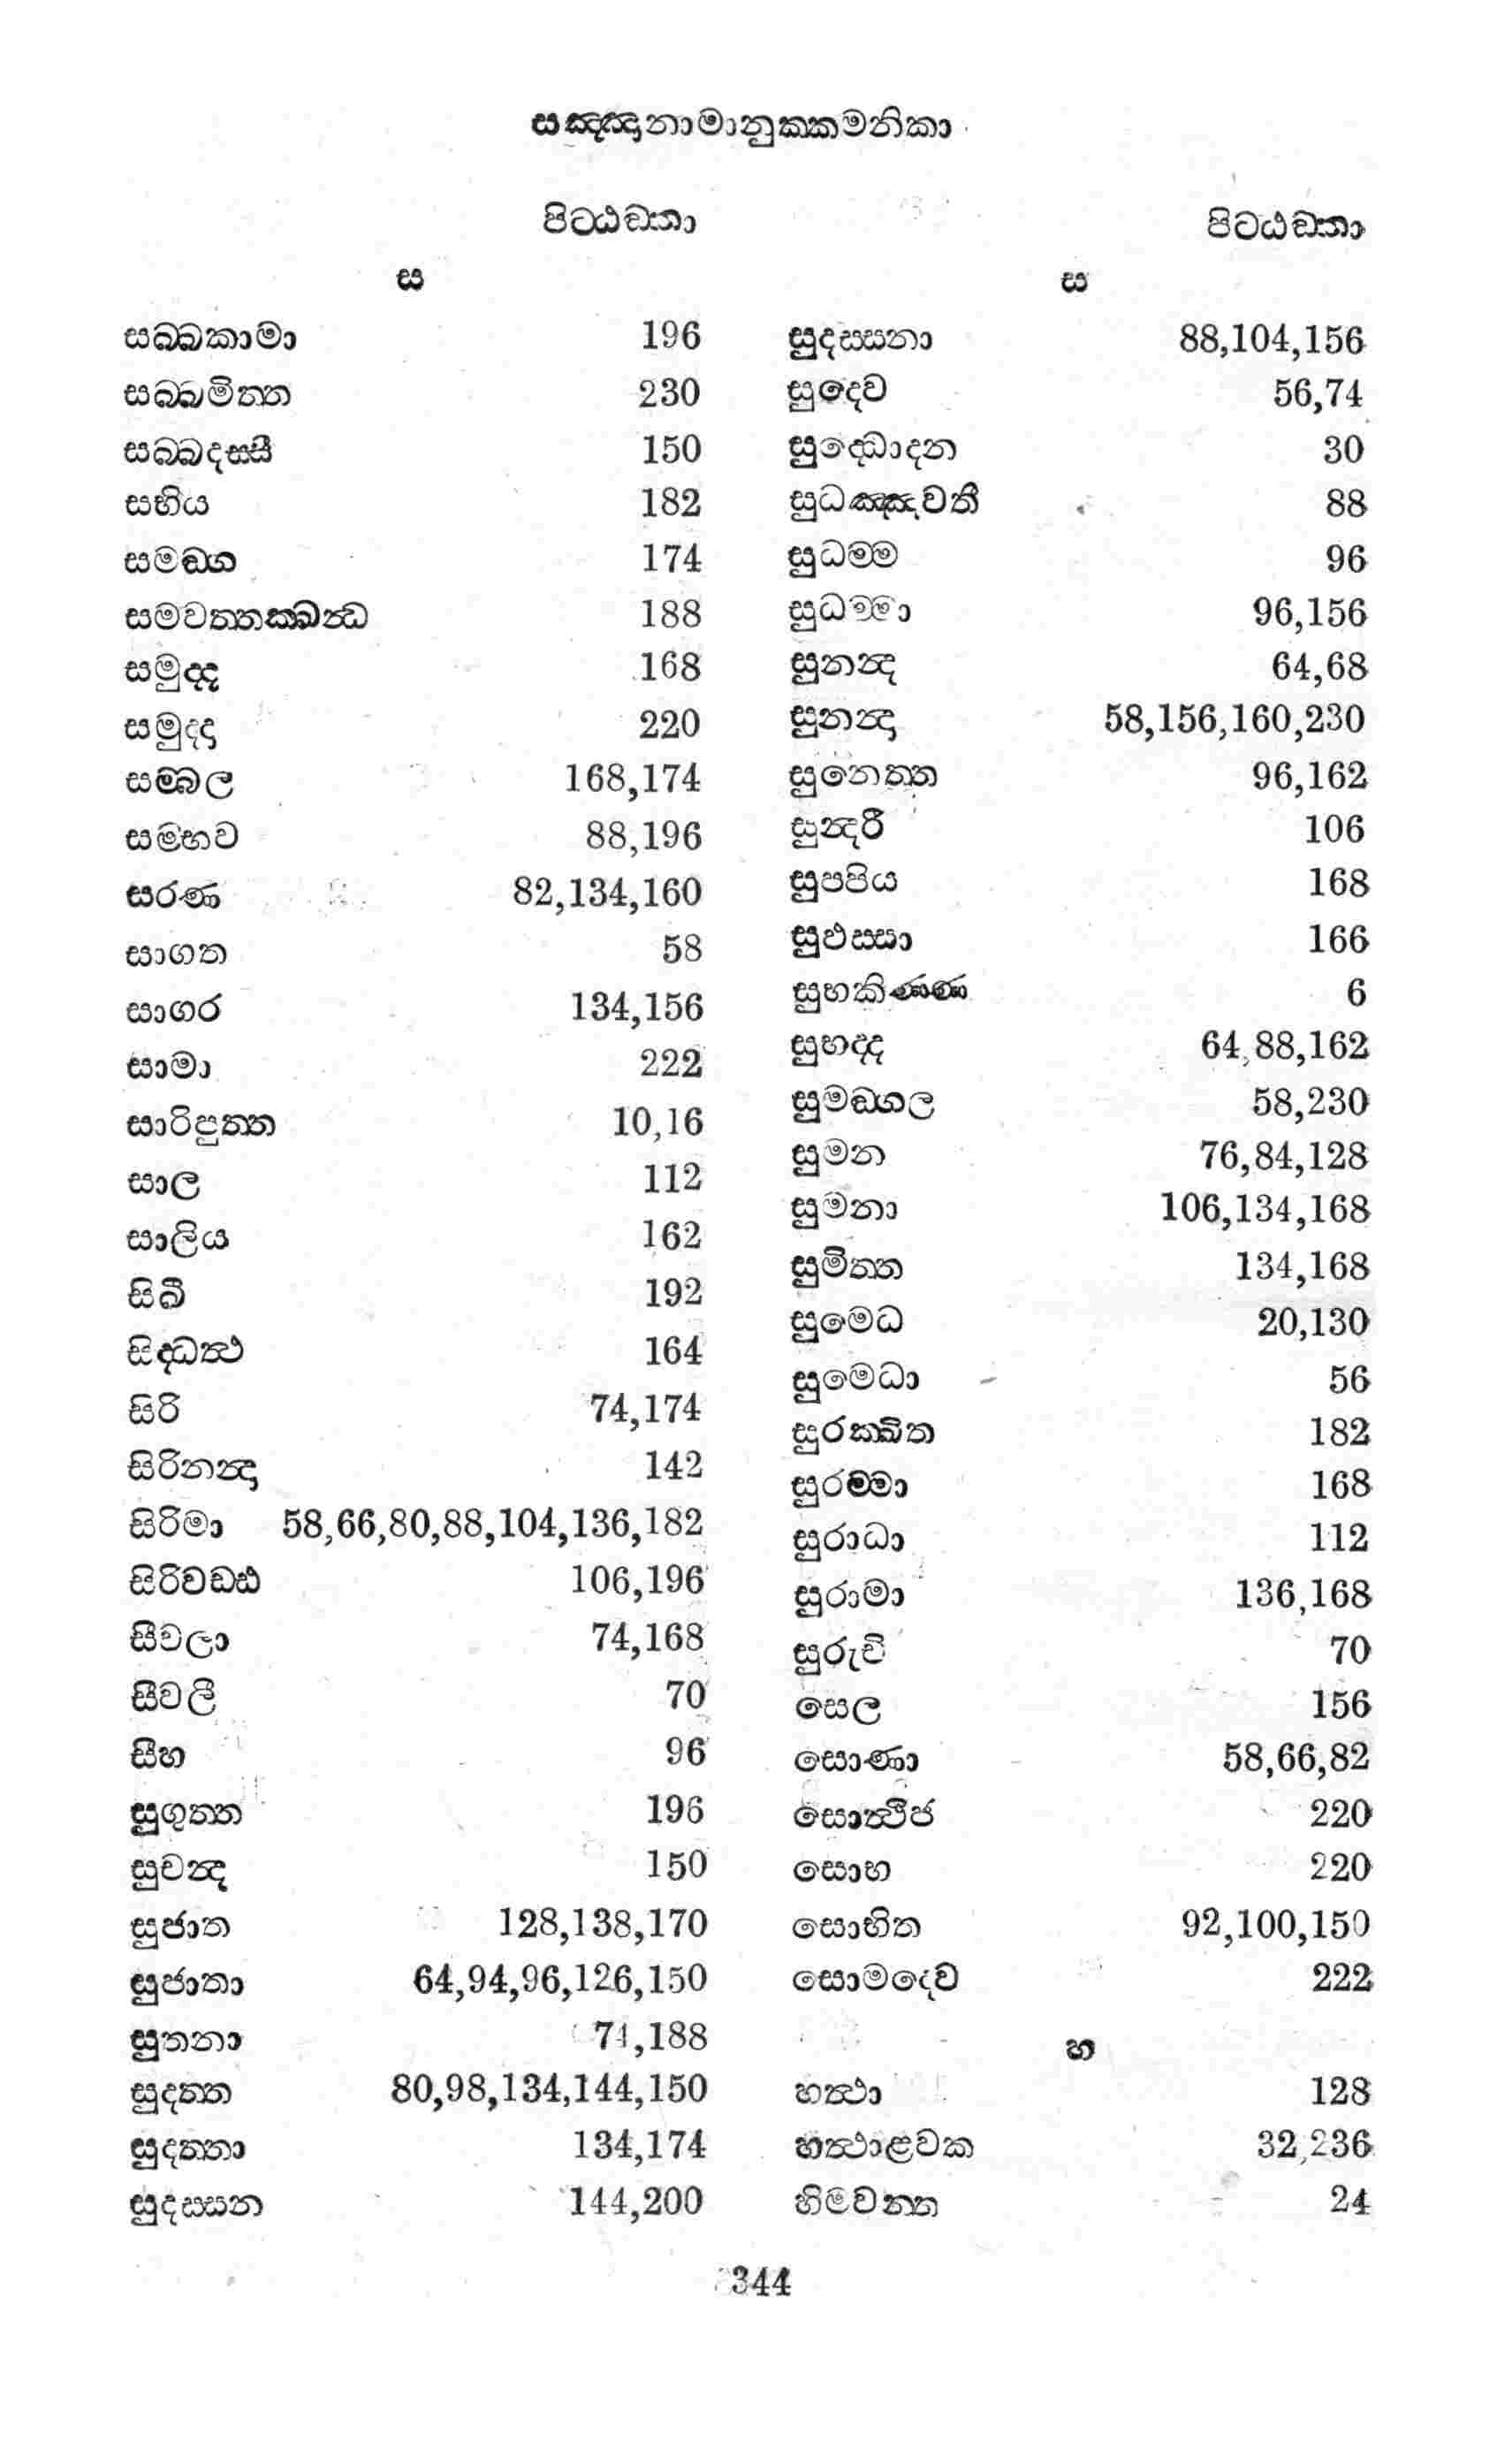 සඤ්ඤානාමානුක්කමනිකා
පිට්ඨඞ්කා
ස
සබ්බකාමා 196
සබ්බමිත්ත 230
සබ්බදස්සී 150
සභිය 182
සමඞ්ග 174
සමවත්තක්ඛන්ධ 188
සමුද්ද 168
සමුද්දා 220
සම්බල 168,174
සම්භව 88,196
සරණ 82,134,160
සාගත 58
සාගර 134,156
සාමා 222
සාරිපුත්ත 10,16
සාල 112
සාලිය 162
සිඛී 192
සිද්ධත්ථ 164
සිරි 74,174
සිරිනන්දා 142
සිරිමා 58,66,80,88,104,136,182
සිරිවඩ්ඪ 106,196
සීවලා 74,168
සීවලී 70
සීහ 96
සුගුත්ත 196
සුචන්ද 150
සුජාත 128,138,170
සුජාතා 64,94,96,126,150
සුතනා 74,188
සුදත්ත 80,98,134,144,150
සුදත්තා 134,174
සුදස්සන 144,200
පිට්ඨඞ්කා
ස
සුදස්සනා 88,104,156
සුදෙව 56,74
සුද්ධොදන 30
සුධඤ්ඤවතී 88
සුධම්ම 96
සුධම්මා 96,156
සුනන්ද 64,68
සුනන්දා 58,156,160,230
සුනෙත්ත 96,162
සුන්දරී 106
සුප්පිය 168
සුඵස්සා 166
සුභකිණ්ණ 6
සුභද්ද 64,88,162
සුමඞ්ගල 58,230
සුමන 76,84,128
සුමනා 106,134,168
සුමිත්ත 134,168
සුමෙධ 20,130
සුමෙධා 56
සුරක්ඛිත 182
සුරම්මා 168
සුරාධා 112
සුරාමා 136,168
සුරුචි 70
සෙල 156
සොණා 58,66,82
සොත්ථිජ 220
සොභ 220
සොභිත 92,100,150
සොමදෙව 222
හ
හත්ථා 128
හත්ථාළවක 32,236
හිමවන්ත 24
344